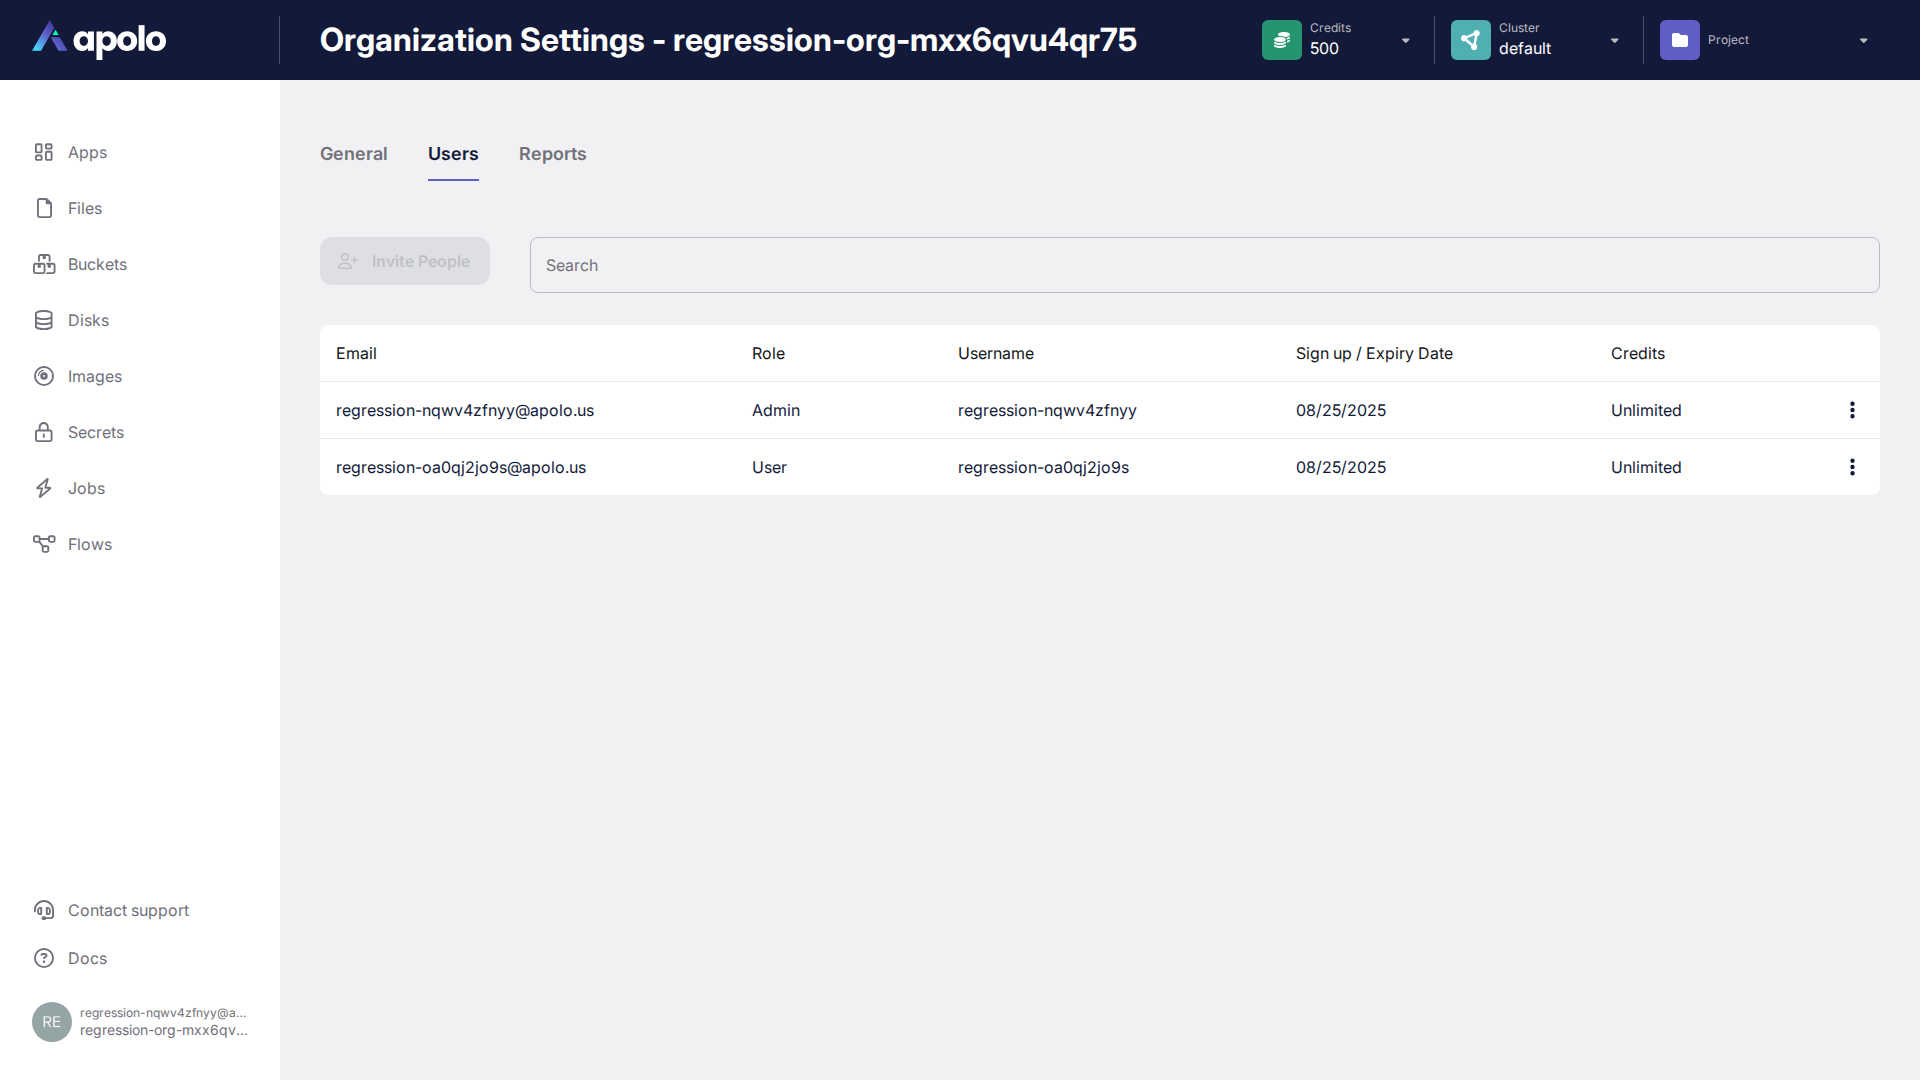 apolo
Organization Settings - regression-org-mxx6qvu4qr75
Credits
500
Cluster
default
Project
Apps
Files
Buckets
Disks
Images
Secrets
Jobs
Flows
Contact support
Docs
RE
regression-nqwv4zfnyy@a...
regression-org-mxx6qv...
General
Users
Reports
Invite People
Search
Email Role Username Sign up / Expiry Date Credits
regression-nqwv4zfnyy@apolo.us Admin regression-nqwv4zfnyy 08/25/2025 Unlimited
regression-oa0qj2jo9s@apolo.us User regression-oa0qj2jo9s 08/25/2025 Unlimited